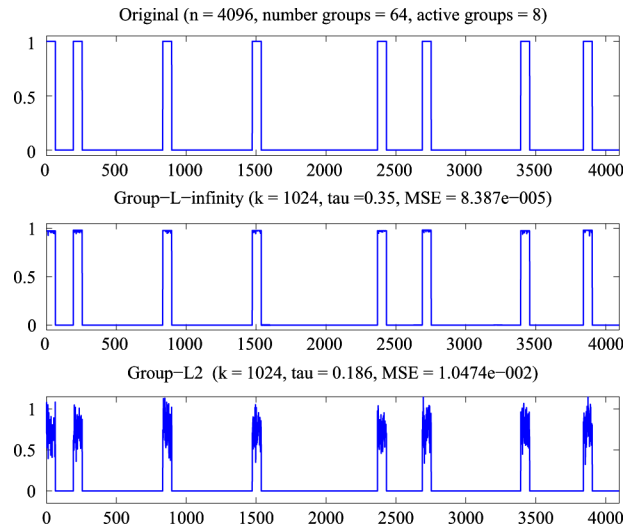 Original (n = 4096, number groups = 64, active groups = 8)
1
0.5
0
0 500 1000 1500 2000 2500 3000 3500 4000
Group−L−infinity (k = 1024, tau =0.35, MSE = 8.387e−005)
1
0.5
0
0 500 1000 1500 2000 2500 3000 3500 4000
Group−L2 (k = 1024, tau = 0.186, MSE = 1.0474e−002)
1
0.5
0
0 500 1000 1500 2000 2500 3000 3500 4000